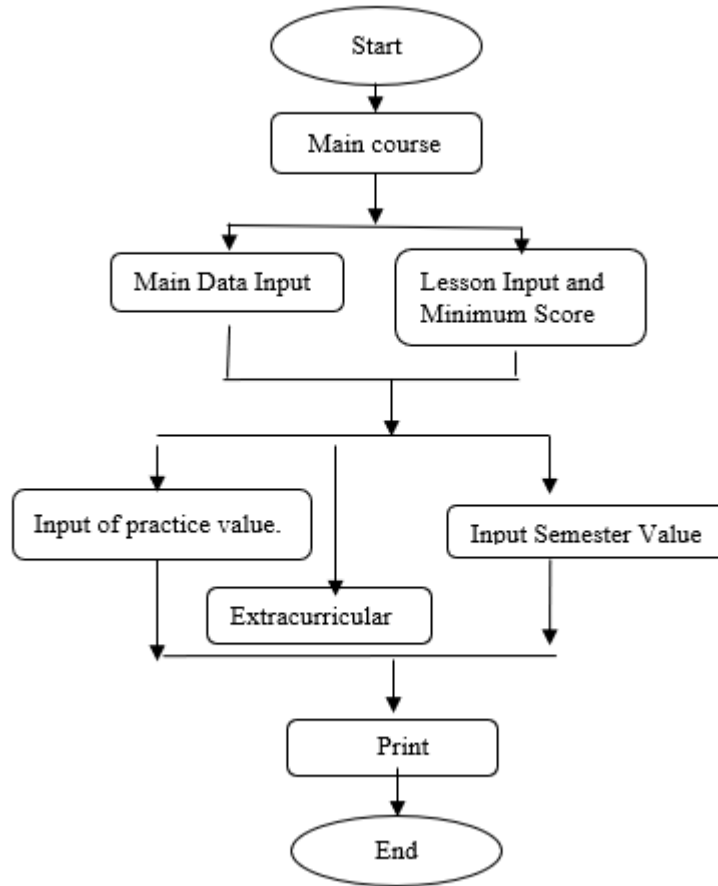 Start
Main course
Main Data Input
Lesson Input and
Minimum Score
Input of practice value.
Input Semester Value
Extracurricular
Print
End